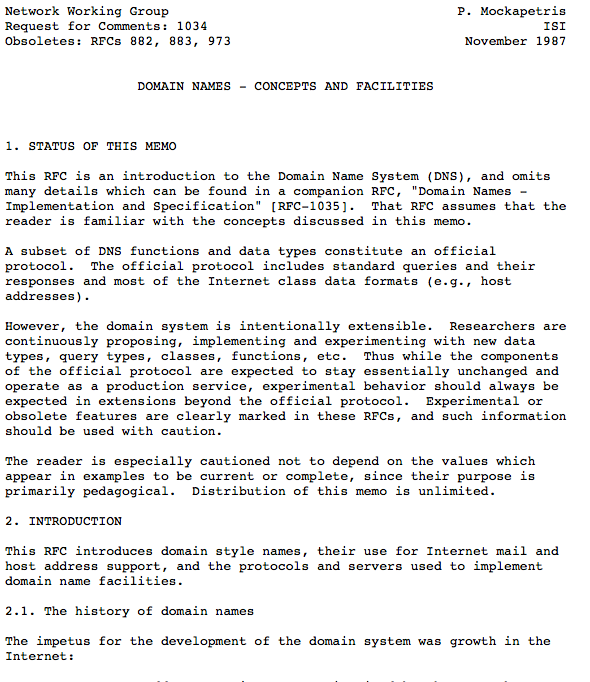 Network Working Group                                     P. Mockapetris
Request for Comments: 1034                                           ISI
Obsoletes: RFCs 882, 883, 973                              November 1987
DOMAIN NAMES - CONCEPTS AND FACILITIES
1. STATUS OF THIS MEMO
This RFC is an introduction to the Domain Name System (DNS), and omits
many details which can be found in a companion RFC, "Domain Names -
Implementation and Specification" [RFC-1035].  That RFC assumes that the
reader is familiar with the concepts discussed in this memo.
A subset of DNS functions and data types constitute an official
protocol.  The official protocol includes standard queries and their
responses and most of the Internet class data formats (e.g., host
addresses).
However, the domain system is intentionally extensible.  Researchers are
continuously proposing, implementing and experimenting with new data
types, query types, classes, functions, etc.  Thus while the components
of the official protocol are expected to stay essentially unchanged and
operate as a production service, experimental behavior should always be
expected in extensions beyond the official protocol.  Experimental or
obsolete features are clearly marked in these RFCs, and such information
should be used with caution.
The reader is especially cautioned not to depend on the values which
appear in examples to be current or complete, since their purpose is
primarily pedagogical.  Distribution of this memo is unlimited.
2. INTRODUCTION
This RFC introduces domain style names, their use for Internet mail and
host address support, and the protocols and servers used to implement
domain name facilities.
2.1. The history of domain names
The impetus for the development of the domain system was growth in the
Internet: